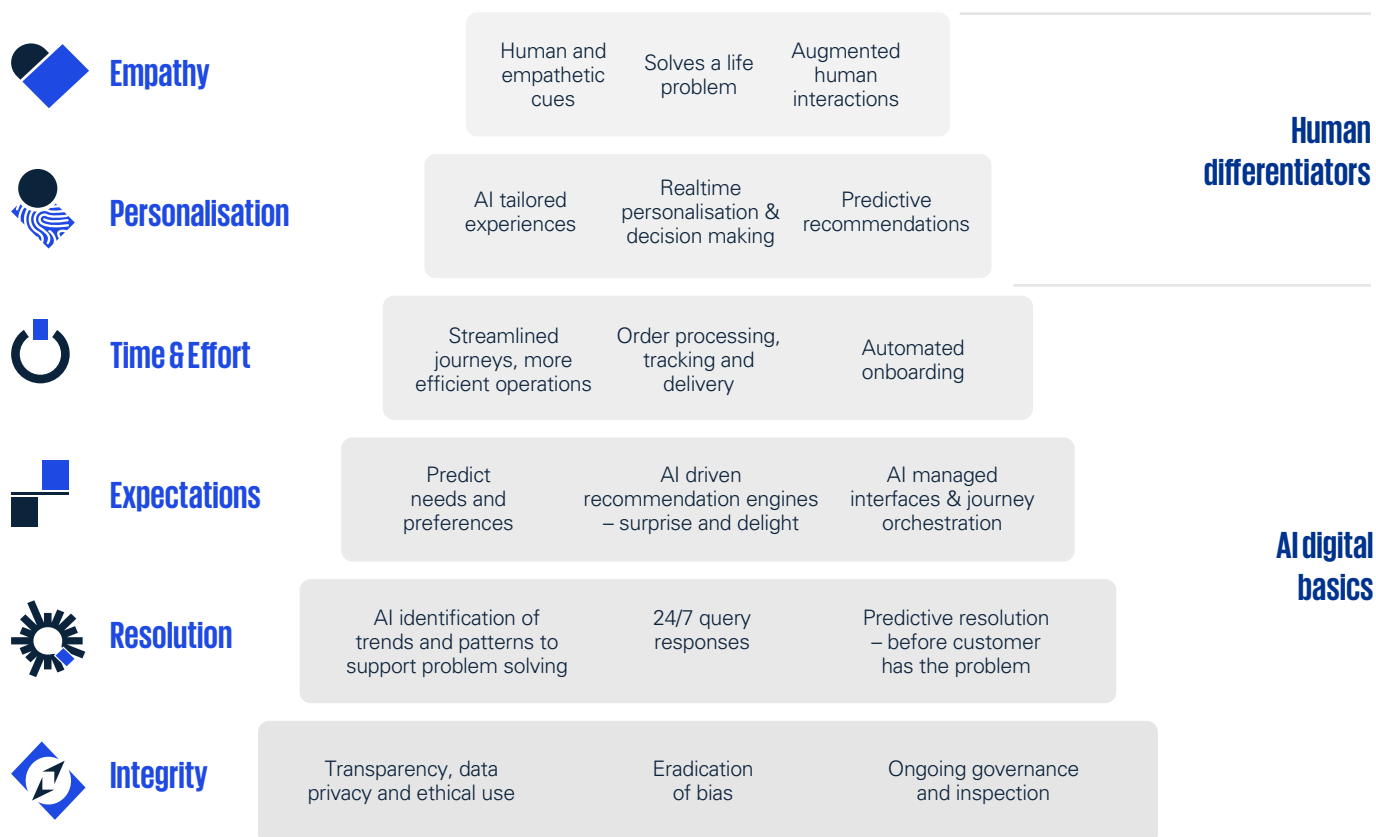 Empathy
Human and
empathetic
cues
Solves a life
problem
Augmented
human
interactions
Human
differentiators
Personalisation
AI tailored
experiences
Realtime
personalisation &
decision making
Predictive
recommendations
Time & Effort
Streamlined
journeys, more
efficient operations
Order processing,
tracking and
delivery
Automated
onboarding
Expectations
Predict
needs and
preferences
AI driven
recommendation engines
– surprise and delight
AI managed
interfaces & journey
orchestration
AI digital
basics
Resolution
AI identification of
trends and patterns to
support problem solving
24/7 query
responses
Predictive resolution
– before customer
has the problem
Integrity
Transparency, data
privacy and ethical use
Eradication
of bias
Ongoing governance
and inspection